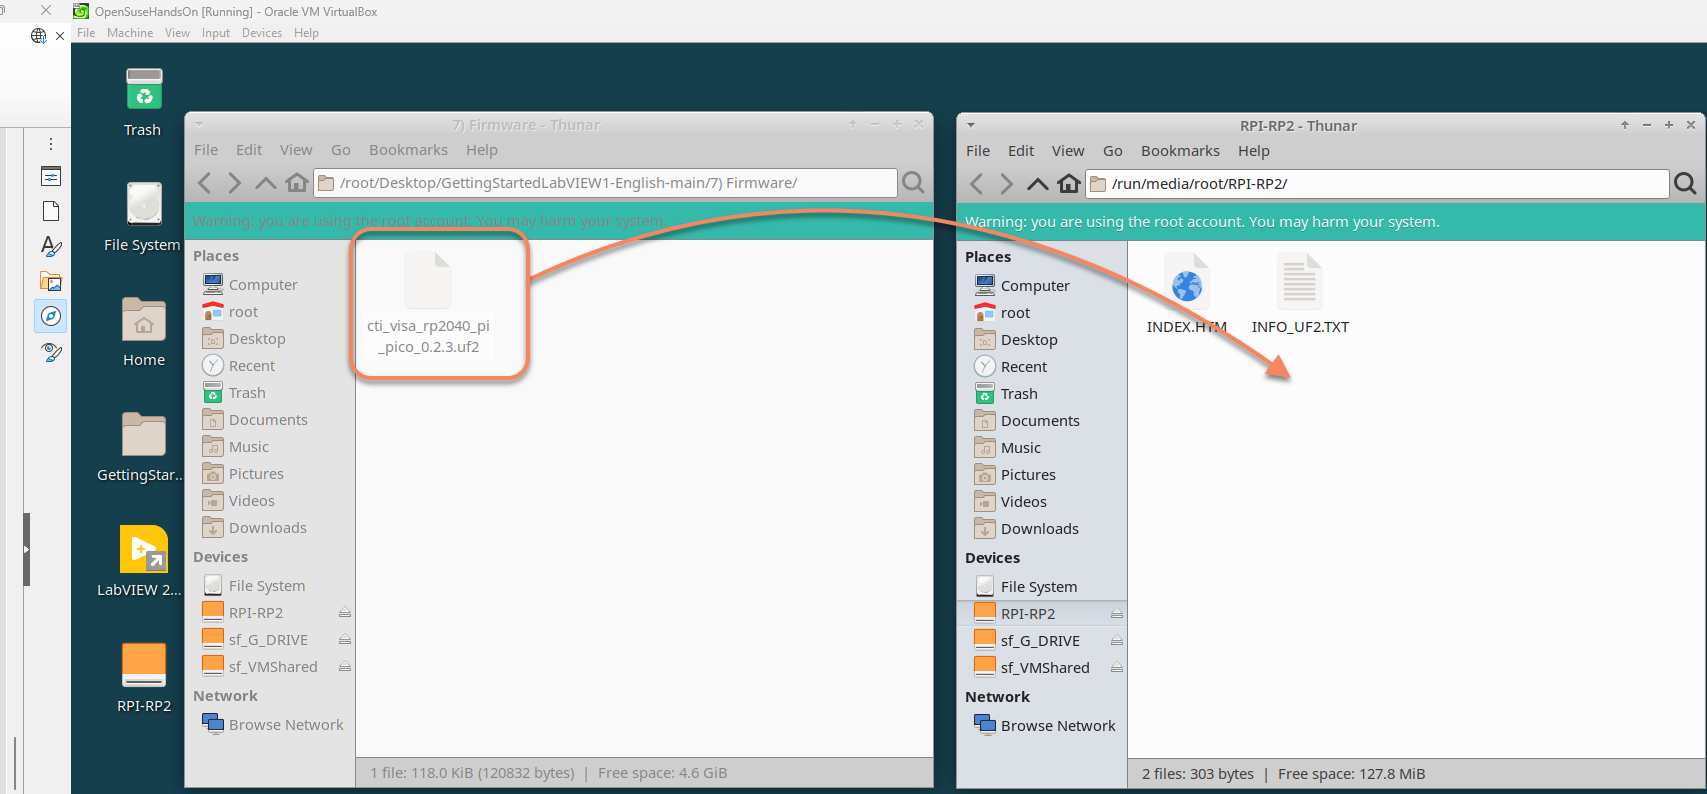 OpenSuseHandsOn [Running] - Oracle VM VirtualBox
File Machine View Input Devices Help
Trash
File System
Home
GettingStar...
LabVIEW 2...
RPI-RP2
7) Firmware - Thunar
File Edit View Go Bookmarks Help
/root/Desktop/GettingStartedLabVIEW1-English-main/7) Firmware/
Warning: you are using the root account. You may harm your system.
Places
Computer
root
Desktop
Recent
Trash
Documents
Music
Pictures
Videos
Downloads
Devices
File System
RPI-RP2
sf_G_DRIVE
sf_VMShared
Network
Browse Network
cti_visa_rp2040_pi
_pico_0.2.3.uf2
1 file: 118.0 KiB (120832 bytes) | Free space: 4.6 GiB
RPI-RP2 - Thunar
File Edit View Go Bookmarks Help
/run/media/root/RPI-RP2/
Warning: you are using the root account. You may harm your system.
Places
Computer
root
Desktop
Recent
Trash
Documents
Music
Pictures
Videos
Downloads
Devices
File System
RPI-RP2
sf_G_DRIVE
sf_VMShared
Network
Browse Network
INDEX.HTM
INFO_UF2.TXT
2 files: 303 bytes | Free space: 127.8 MiB